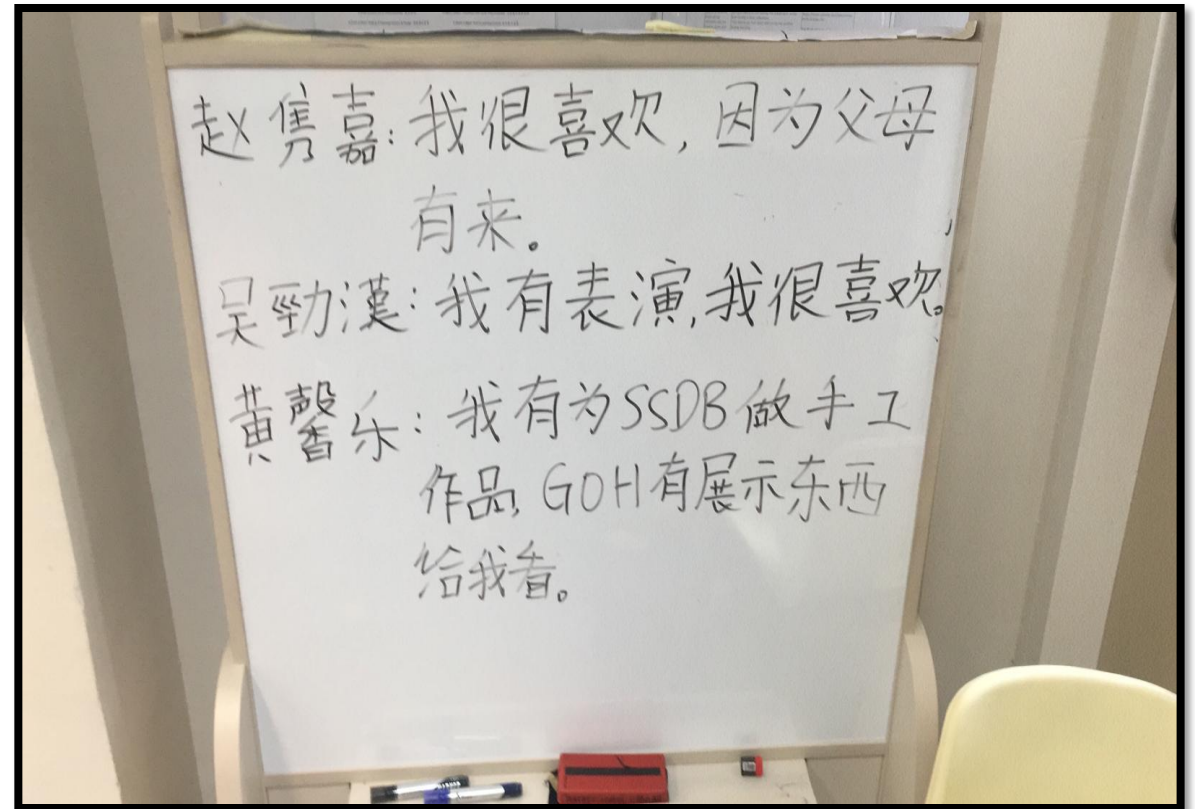 赵隽嘉:我很喜欢,因为父母
有来。
吴勁漢:我有表演,我很喜欢。
黄馨乐:我有为SSDB做手工
作品,GOH有展示东西
给我看。